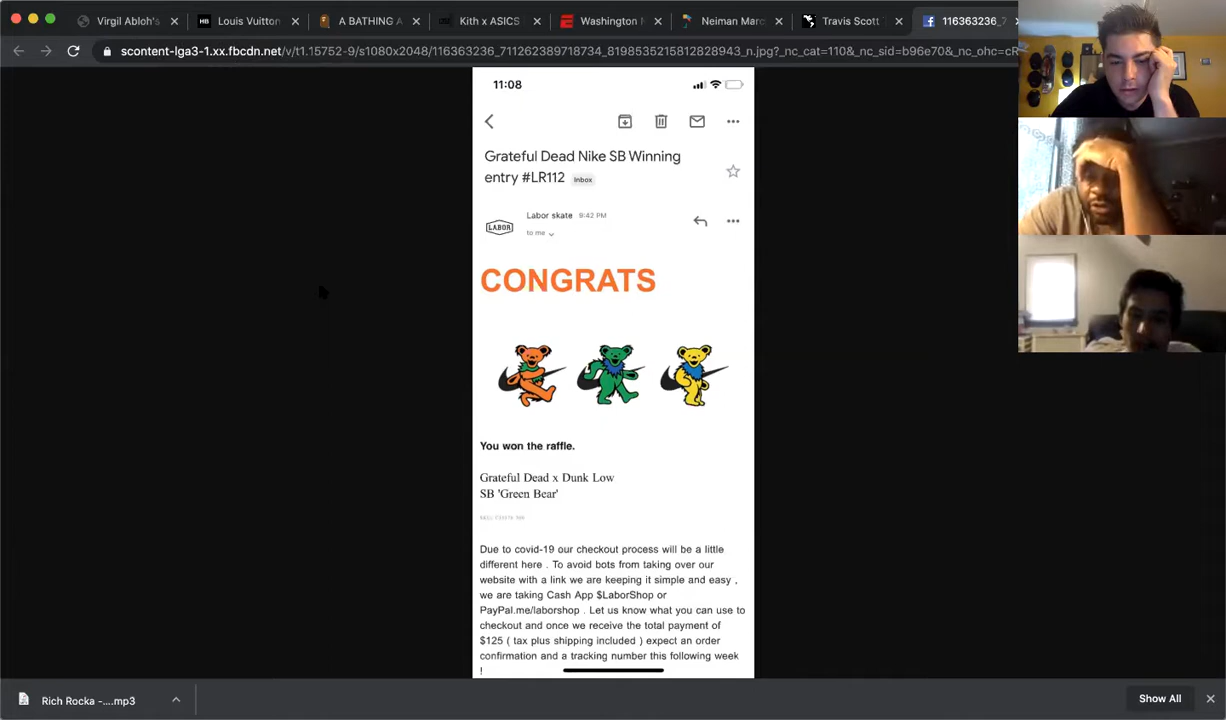 Virgil Abloh's
Louis Vuitton
A BATHING A
Kith x ASICS
Washington
Neiman Marc
Travis Scott
116363236_7
scontent-lga3-1.xx.fbcdn.net/v/t1.15752-9/s1080x2048/116363236_711262389718734_8198535215812828943_n.jpg?_nc_cat=110&_nc_sid=b96e70&_nc_ohc=cR
11:08
Grateful Dead Nike SB Winning
entry #LR112 Inbox
Labor skate 9:42 PM
to me
LABOR
CONGRATS
You won the raffle.
Grateful Dead x Dunk Low
SB 'Green Bear'
Due to covid-19 our checkout process will be a little
different here . To avoid bots from taking over our
website with a link we are keeping it simple and easy ,
we are taking Cash App $LaborShop or
PayPal.me/laborshop . Let us know what you can use to
checkout and once we receive the total payment of
$125 ( tax plus shipping included ) expect an order
confirmation and a tracking number this following week
!
Rich Rocka -....mp3
Show All